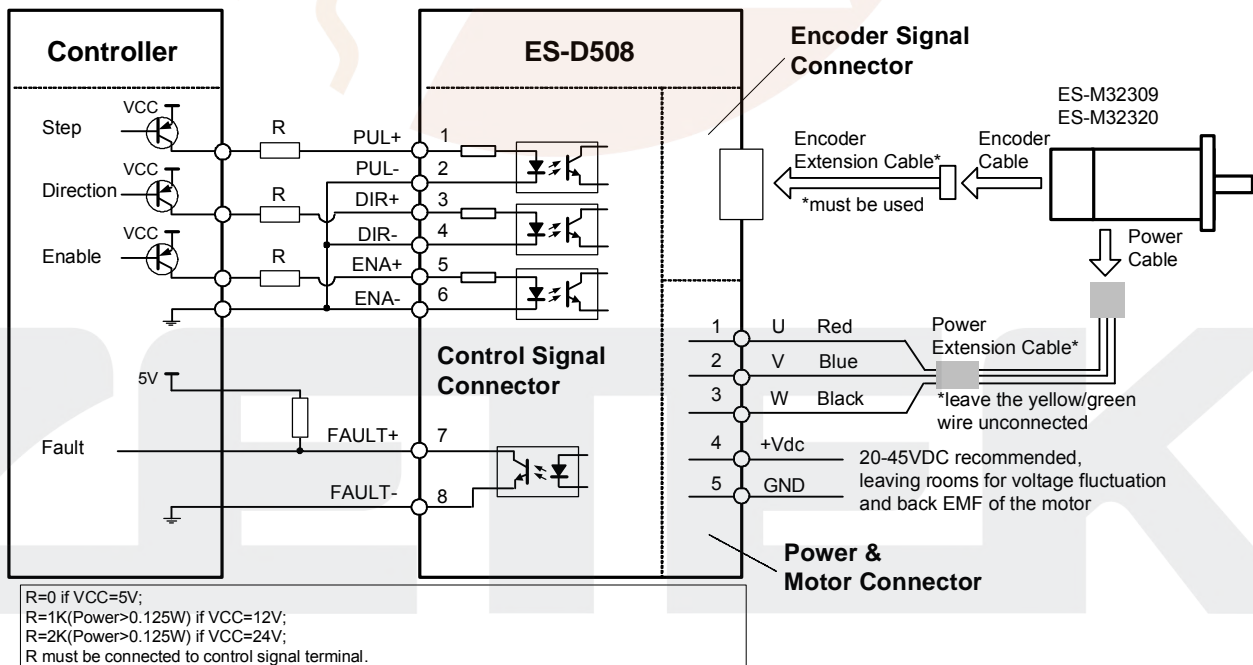 Controller
ES-D508
Encoder Signal
Connector
ES-M32309
ES-M32320
Step
VCC
R
PUL+
1
PUL-
2
Direction
VCC
R
DIR+
3
DIR-
4
Enable
VCC
R
ENA+
5
ENA-
6
Encoder
Extension Cable*
*must be used
Encoder
Cable
Power
Cable
Control Signal
Connector
1
U
Red
2
V
Blue
3
W
Black
4
+Vdc
5
GND
Power
Extension Cable*
*leave the yellow/green
wire unconnected
20-45VDC recommended,
leaving rooms for voltage fluctuation
and back EMF of the motor
5V
Fault
FAULT+
7
FAULT-
8
Power &
Motor Connector
R=0 if VCC=5V;
R=1K(Power>0.125W) if VCC=12V;
R=2K(Power>0.125W) if VCC=24V;
R must be connected to control signal terminal.